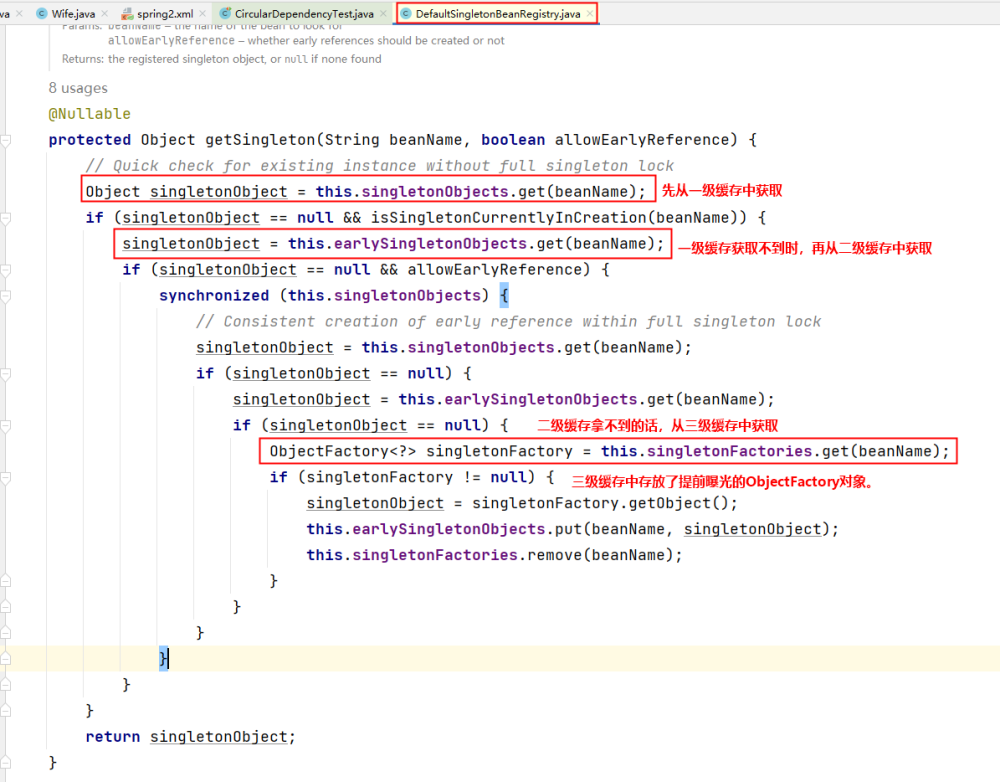 va Wife.java spring2.xml CircularDependencyTest.java DefaultSingletonBeanRegistry.java
Params: beanName – the name of the bean to look for
allowEarlyReference – whether early references should be created or not
Returns: the registered singleton object, or null if none found
8 usages
@Nullable
protected Object getSingleton(String beanName, boolean allowEarlyReference) {
// Quick check for existing instance without full singleton lock
Object singletonObject = this.singletonObjects.get(beanName); 先从一级缓存中获取
if (singletonObject == null && isSingletonCurrentlyInCreation(beanName)) {
singletonObject = this.earlySingletonObjects.get(beanName); 一级缓存获取不到时，再从二级缓存中获取
if (singletonObject == null && allowEarlyReference) {
synchronized (this.singletonObjects) {
// Consistent creation of early reference within full singleton lock
singletonObject = this.singletonObjects.get(beanName);
if (singletonObject == null) {
singletonObject = this.earlySingletonObjects.get(beanName);
if (singletonObject == null) { 二级缓存拿不到的话，从三级缓存中获取
ObjectFactory<?> singletonFactory = this.singletonFactories.get(beanName);
if (singletonFactory != null) { 三级缓存中存放了提前曝光的ObjectFactory对象。
singletonObject = singletonFactory.getObject();
this.earlySingletonObjects.put(beanName, singletonObject);
this.singletonFactories.remove(beanName);
}
}
}
}
}
}
return singletonObject;
}